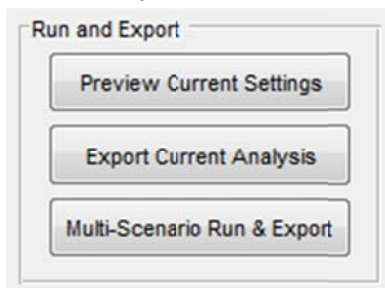 Run and Export
Preview Current Settings
Export Current Analysis
Multi-Scenario Run & Export